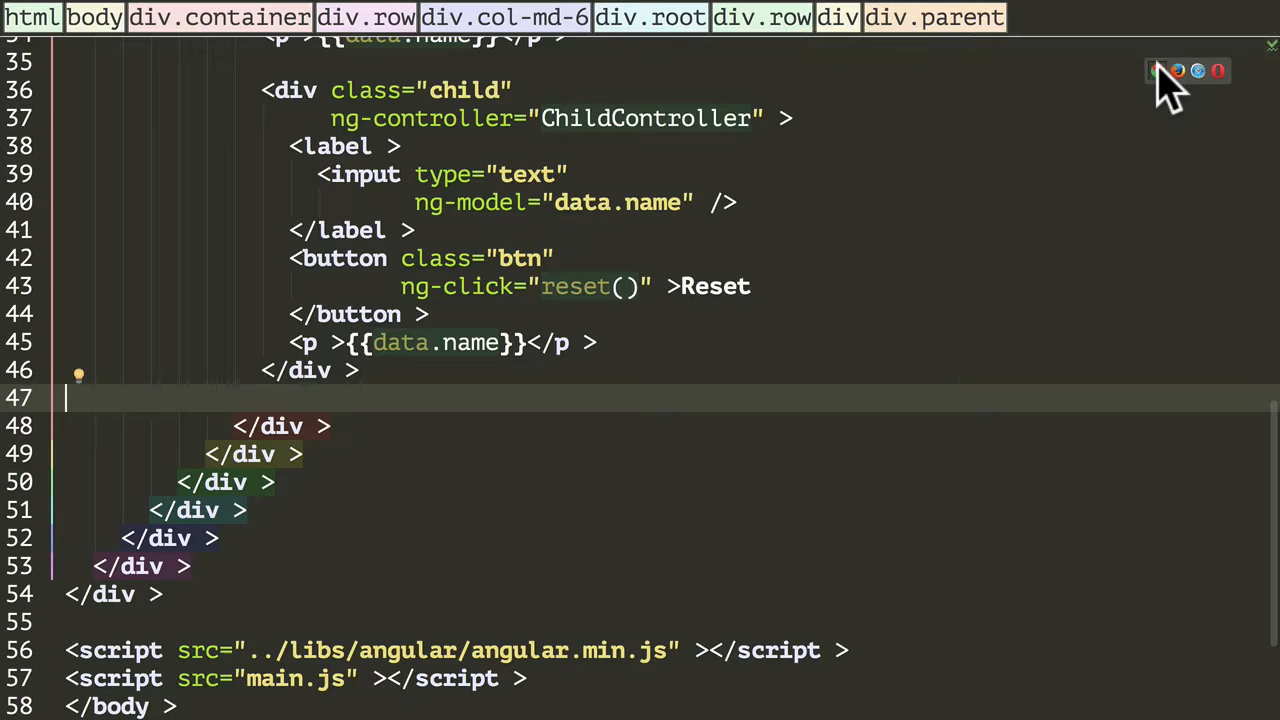 html body div.container div.row div.col-md-6 div.root div.row div div.parent
34 <p >{{data.name}}</p >
35
36 <div class="child"
37 ng-controller="ChildController" >
38 <label >
39 <input type="text"
40 ng-model="data.name" />
41 </label >
42 <button class="btn"
43 ng-click="reset()" >Reset
44 </button >
45 <p >{{data.name}}</p >
46 </div >
47
48 </div >
49 </div >
50 </div >
51 </div >
52 </div >
53 </div >
54 </div >
55
56 <script src="../libs/angular/angular.min.js" ></script >
57 <script src="main.js" ></script >
58 </body >